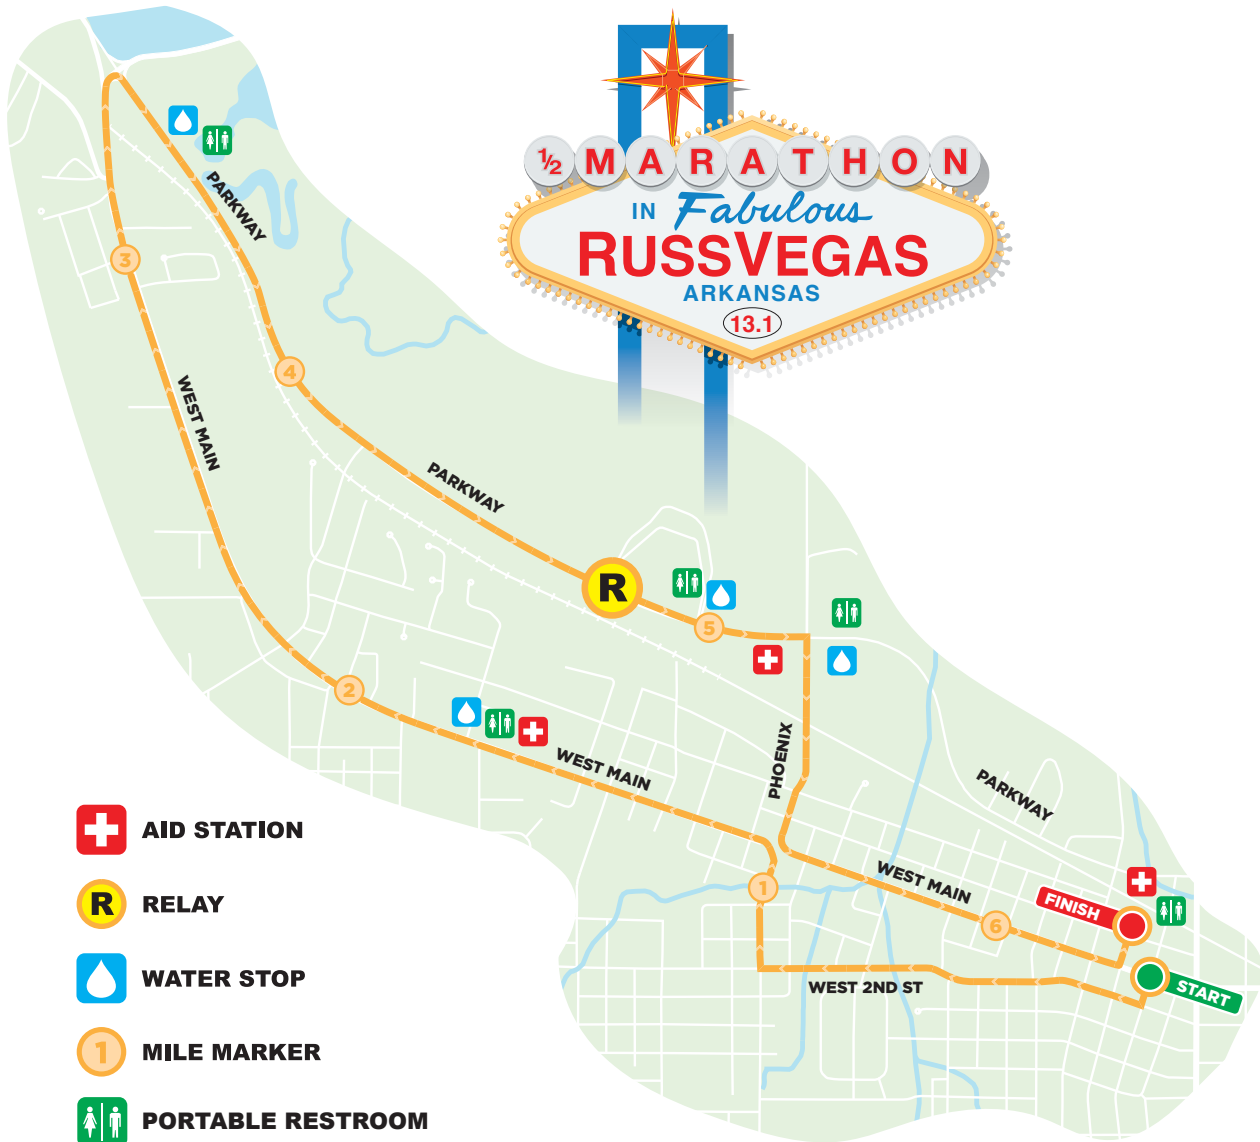 ½ MARATHON
IN Fabulous
RUSSVEGAS
ARKANSAS
13.1
PARKWAY
3
4
WEST MAIN
PARKWAY
R
5
2
WEST MAIN
PHOENIX
PARKWAY
1
WEST MAIN
6
FINISH
START
WEST 2ND ST
AID STATION
R RELAY
WATER STOP
1 MILE MARKER
PORTABLE RESTROOM